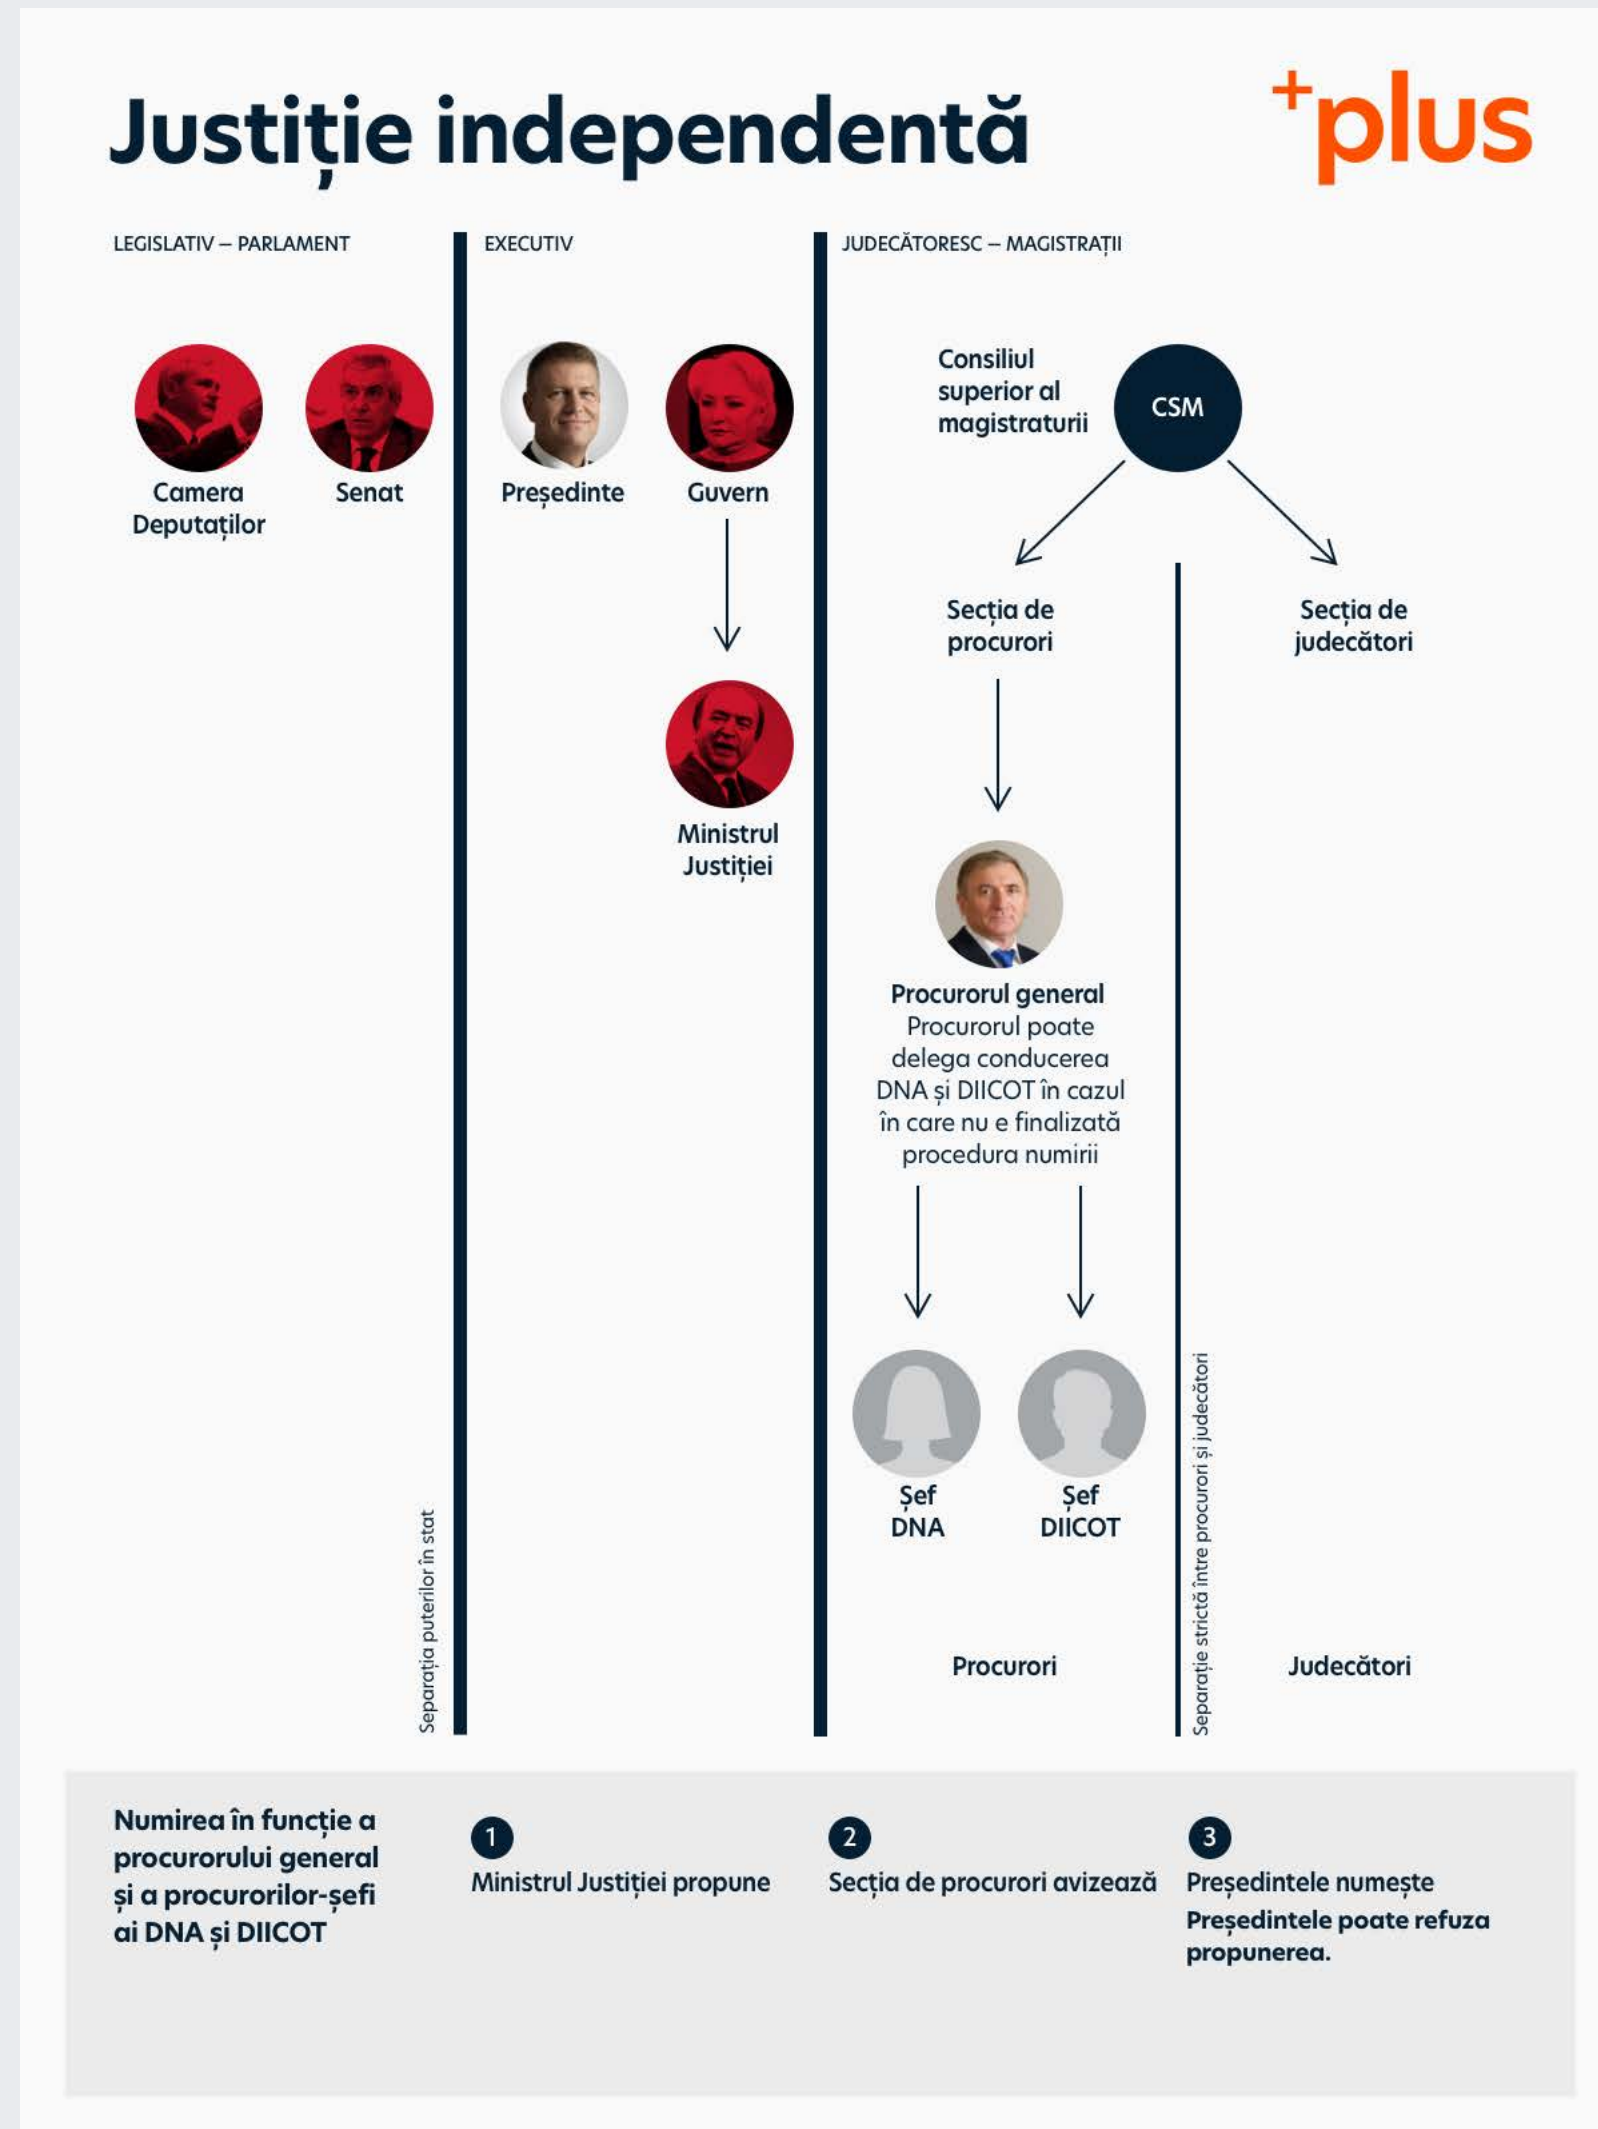 Justiție independentă
+plus
LEGISLATIV – PARLAMENT
EXECUTIV
JUDECĂTORESC – MAGISTRAȚII
Camera
Deputaților
Senat
Președinte
Guvern
Ministrul
Justiției
Consiliul
superior al
magistraturii
CSM
Secția de
procurori
Secția de
judecători
Procurorul general
Procurorul poate
delega conducerea
DNA și DIICOT în cazul
în care nu e finalizată
procedura numirii
Șef
DNA
Șef
DIICOT
Procurori
Judecători
Separația puterilor în stat
Separație strictă între procurori și judecători
Numirea în funcție a
procurorului general
și a procurorilor-șefi
ai DNA și DIICOT
1
Ministrul Justiției propune
2
Secția de procurori avizează
3
Președintele numește
Președintele poate refuza
propunerea.